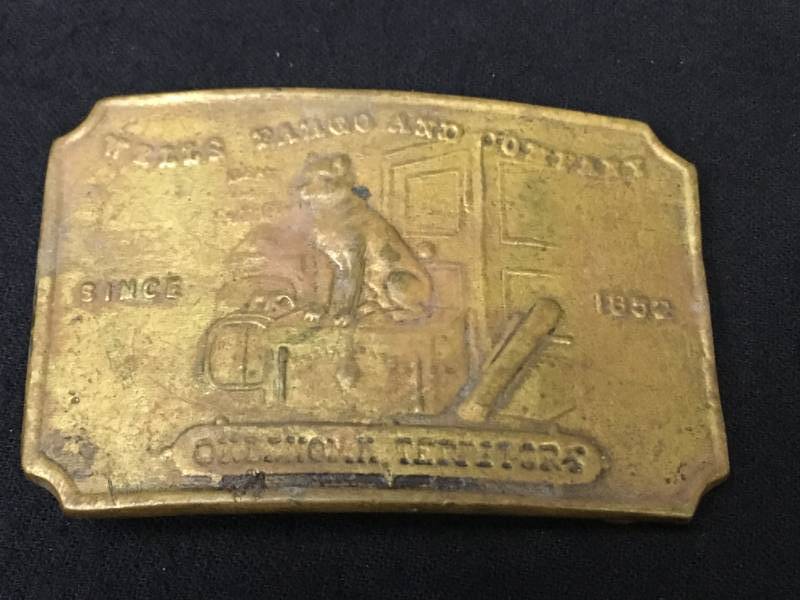 WELLS FARGO AND COMPANY
SINCE 1852
OKLAHOMA TERRITORY